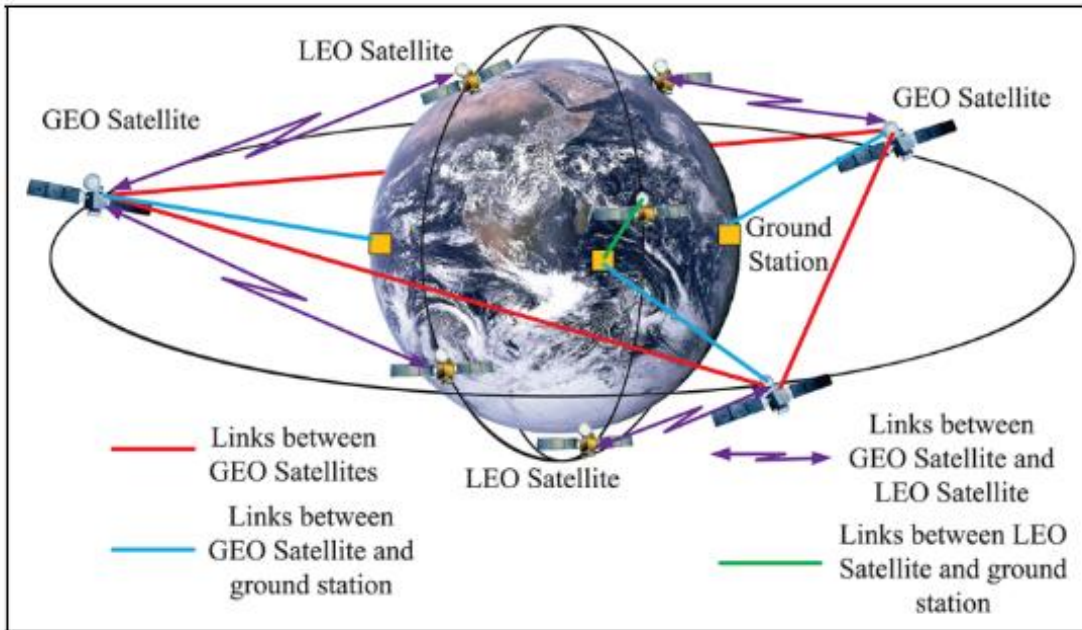 LEO Satellite
GEO Satellite
GEO Satellite
Ground
Station
LEO Satellite
Links between
GEO Satellites
Links between
GEO Satellite and
ground station
Links between
GEO Satellite and
LEO Satellite
Links between LEO
Satellite and ground
station